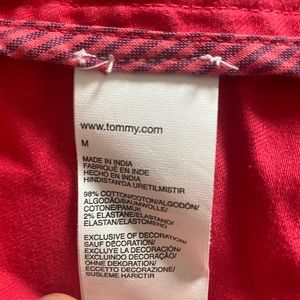 www.tommy.com
M
MADE IN INDIA
FABRIQUÉ EN INDE
HECHO EN INDIA
HINDISTAN'DA URETILMISTIR
98% COTTON/COTON/ALGODÓN/
ALGODÃO/BAUMWOLLE/
COTONE/PAMUK
2% ELASTANE/ELASTANO/
ELASTAN/ELASTOMERO
EXCLUSIVE OF DECORATION/
SAUF DÉCORATION/
EXCLUYE LA DECORACIÓN/
EXCLUINDO DECORAÇÃO/
OHNE DEKORATION/
ECCETTO DECORAZIONE/
SUSLEME HARICTIR